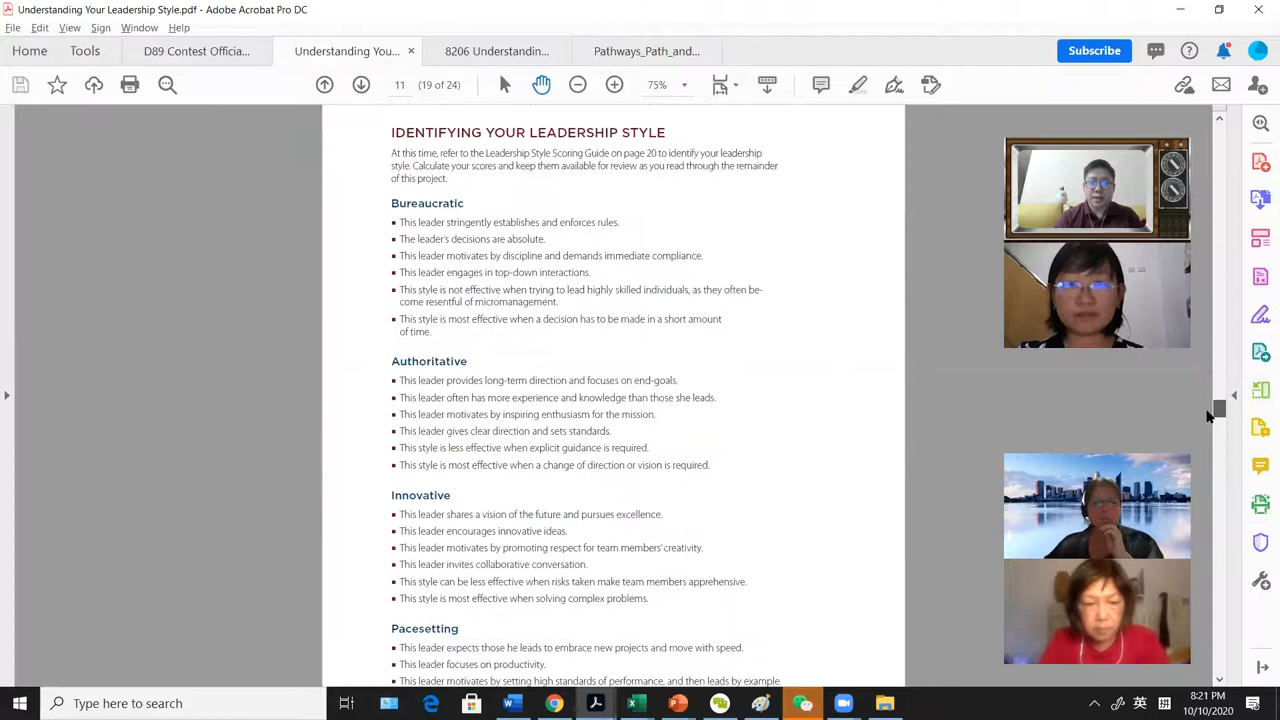 Understanding Your Leadership Style.pdf - Adobe Acrobat Pro DC
File Edit View Sign Window Help
Home Tools D89 Contest Officia... Understanding You... × 8206 Understandin... Pathways_Path_and... Subscribe
11 (19 of 24) 75%
IDENTIFYING YOUR LEADERSHIP STYLE
At this time, refer to the Leadership Style Scoring Guide on page 20 to identify your leadership
style. Calculate your scores and keep them available for review as you read through the remainder
of this project.
Bureaucratic
▪ This leader stringently establishes and enforces rules.
▪ The leader's decisions are absolute.
▪ This leader motivates by discipline and demands immediate compliance.
▪ This leader engages in top-down interactions.
▪ This style is not effective when trying to lead highly skilled individuals, as they often be-
come resentful of micromanagement.
▪ This style is most effective when a decision has to be made in a short amount
of time.
Authoritative
▪ This leader provides long-term direction and focuses on end-goals.
▪ This leader often has more experience and knowledge than those she leads.
▪ This leader motivates by inspiring enthusiasm for the mission.
▪ This leader gives clear direction and sets standards.
▪ This style is less effective when explicit guidance is required.
▪ This style is most effective when a change of direction or vision is required.
Innovative
▪ This leader shares a vision of the future and pursues excellence.
▪ This leader encourages innovative ideas.
▪ This leader motivates by promoting respect for team members' creativity.
▪ This leader invites collaborative conversation.
▪ This style can be less effective when risks taken make team members apprehensive.
▪ This style is most effective when solving complex problems.
Pacesetting
▪ This leader expects those he leads to embrace new projects and move with speed.
▪ This leader focuses on productivity.
▪ This leader motivates by setting high standards of performance, and then leads by example.
Type here to search
英 拼 8:21 PM
10/10/2020